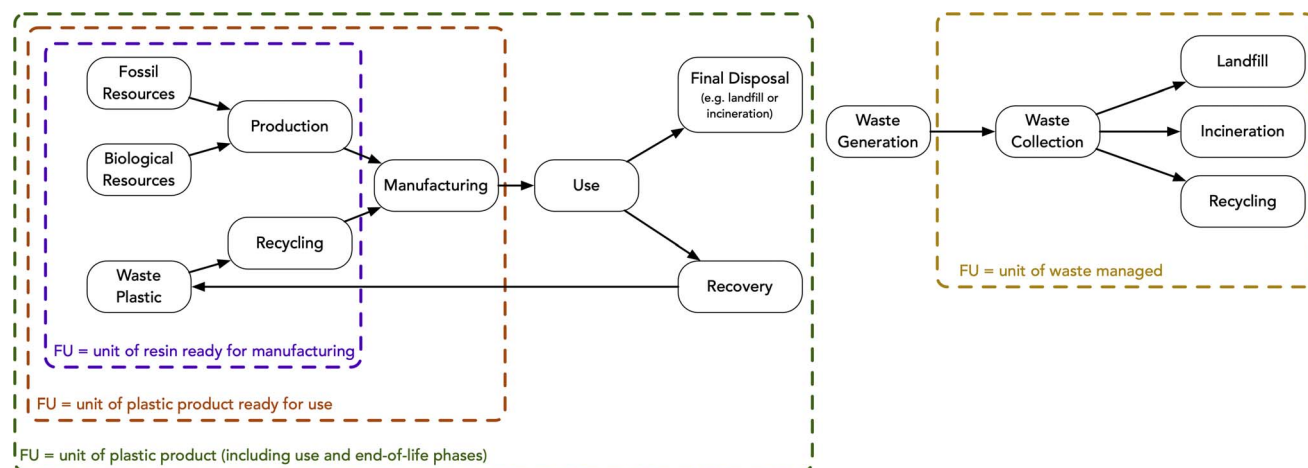 Fossil
Resources
Biological
Resources
Production
Manufacturing
Recycling
Waste
Plastic
Use
Final Disposal
(e.g. landfill or
incineration)
Recovery
FU = unit of resin ready for manufacturing
FU = unit of plastic product ready for use
FU = unit of plastic product (including use and end-of-life phases)
Waste
Generation
Waste
Collection
Landfill
Incineration
Recycling
FU = unit of waste managed